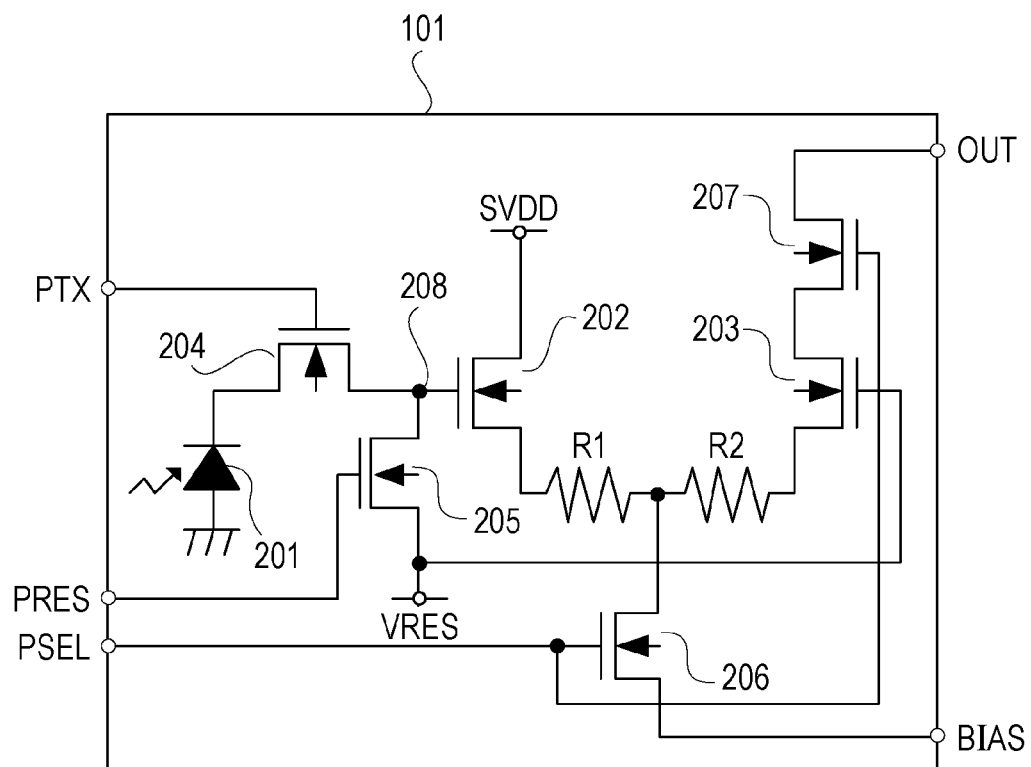 101
OUT
207
SVDD
PTX
208
202
203
204
R1
R2
205
201
PRES
VRES
PSEL
206
BIAS